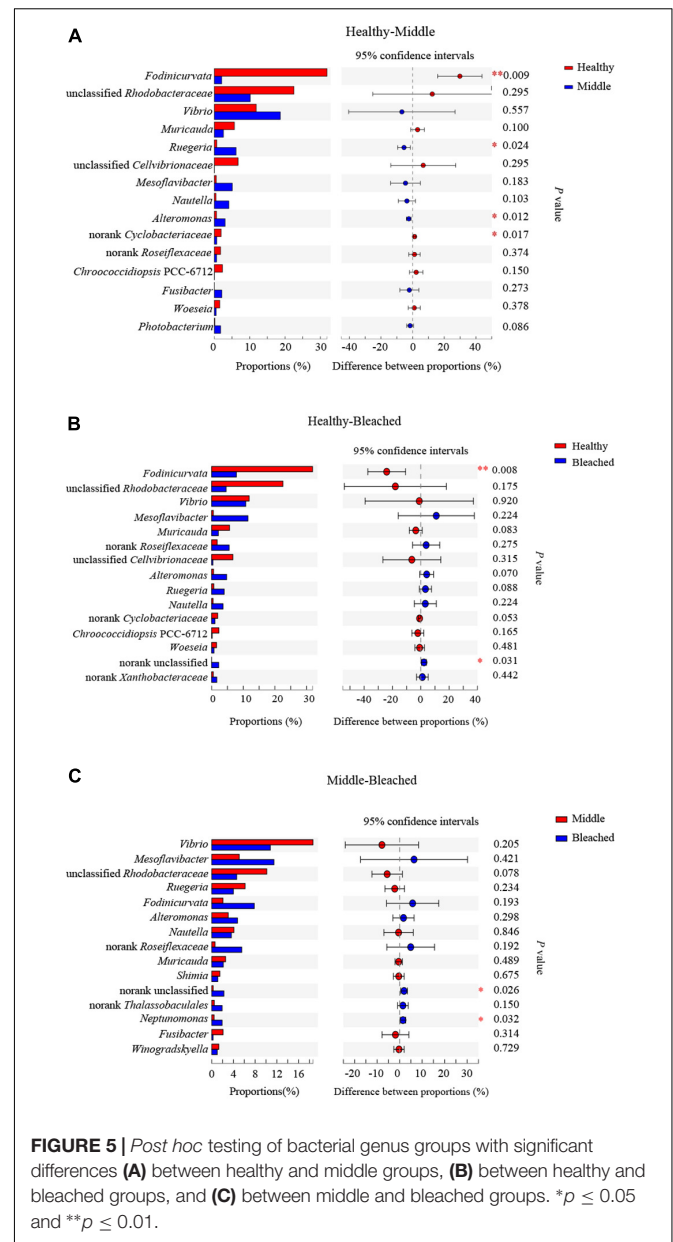 A
Healthy-Middle
95% confidence intervals
Healthy
Middle
Fodinicurvata **0.009
unclassified Rhodobacteraceae 0.295
Vibrio 0.557
Muricauda 0.100
Ruegeria * 0.024
unclassified Cellvibrionaceae 0.295
Mesoflavibacter 0.183
Nautella 0.103
Alteromonas * 0.012
norank Cyclobacteriaceae * 0.017
norank Roseiflexaceae 0.374
Chroococcidiopsis PCC-6712 0.150
Fusibacter 0.273
Woeseia 0.378
Photobacterium 0.086
P value
0 10 20 30 -40 -20 0 20 40
Proportions (%) Difference between proportions (%)
B
Healthy-Bleached
95% confidence intervals
Healthy
Bleached
Fodinicurvata ** 0.008
unclassified Rhodobacteraceae 0.175
Vibrio 0.920
Mesoflavibacter 0.224
Muricauda 0.083
norank Roseiflexaceae 0.275
unclassified Cellvibrionaceae 0.315
Alteromonas 0.070
Ruegeria 0.088
Nautella 0.224
norank Cyclobacteriaceae 0.053
Chroococcidiopsis PCC-6712 0.165
Woeseia 0.481
norank unclassified * 0.031
norank Xanthobacteraceae 0.442
P value
0 10 20 30 -40 -20 0 20 40
Proportions (%) Difference between proportions (%)
C
Middle-Bleached
95% confidence intervals
Middle
Bleached
Vibrio 0.205
Mesoflavibacter 0.421
unclassified Rhodobacteraceae 0.078
Ruegeria 0.234
Fodinicurvata 0.193
Alteromonas 0.298
Nautella 0.846
norank Roseiflexaceae 0.192
Muricauda 0.489
Shimia 0.675
norank unclassified * 0.026
norank Thalassobaculales 0.150
Neptunomonas * 0.032
Fusibacter 0.314
Winogradskyella 0.729
P value
0 4 8 12 16 -20 -10 0 10 20 30
Proportions(%) Difference between proportions (%)
FIGURE 5 | Post hoc testing of bacterial genus groups with significant
differences (A) between healthy and middle groups, (B) between healthy and
bleached groups, and (C) between middle and bleached groups. *p ≤ 0.05
and **p ≤ 0.01.